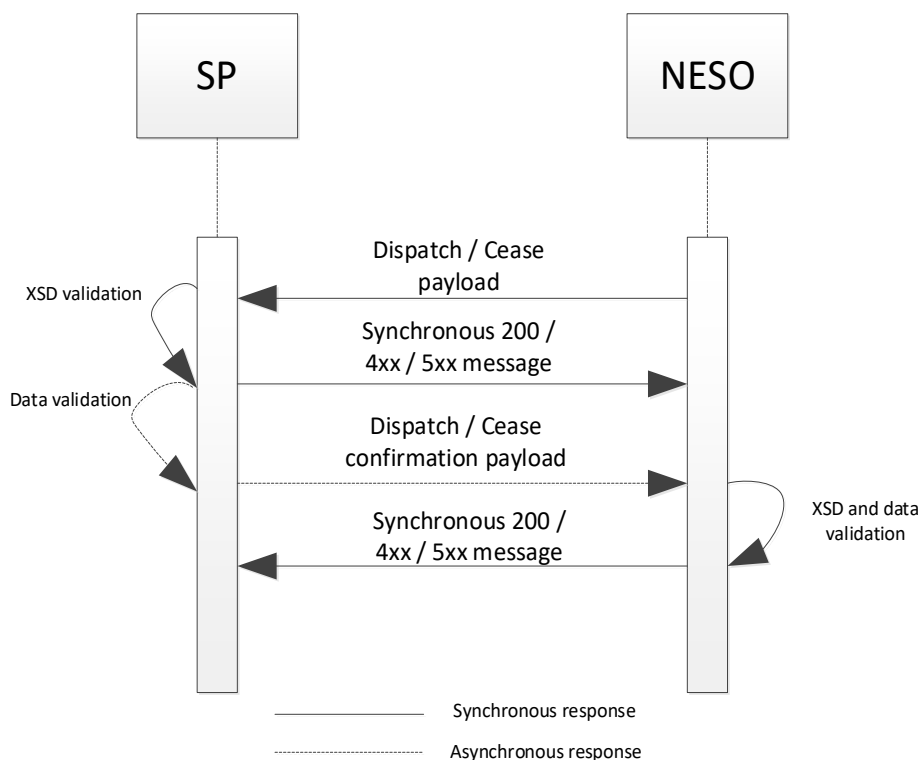 SP
NESO
Dispatch / Cease
payload
XSD validation
Synchronous 200 /
4xx / 5xx message
Data validation
Dispatch / Cease
confirmation payload
XSD and data
validation
Synchronous 200 /
4xx / 5xx message
Synchronous response
Asynchronous response